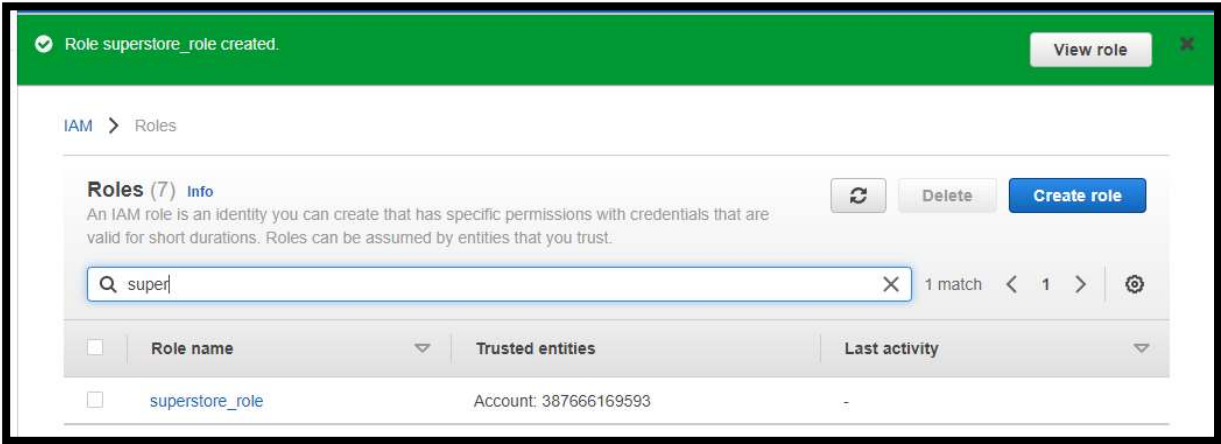 Role superstore_role created.
View role
IAM > Roles
Roles (7) Info
An IAM role is an identity you can create that has specific permissions with credentials that are
valid for short durations. Roles can be assumed by entities that you trust.
Delete
Create role
super
1 match
1
Role name Trusted entities Last activity
superstore_role Account: 387666169593 -